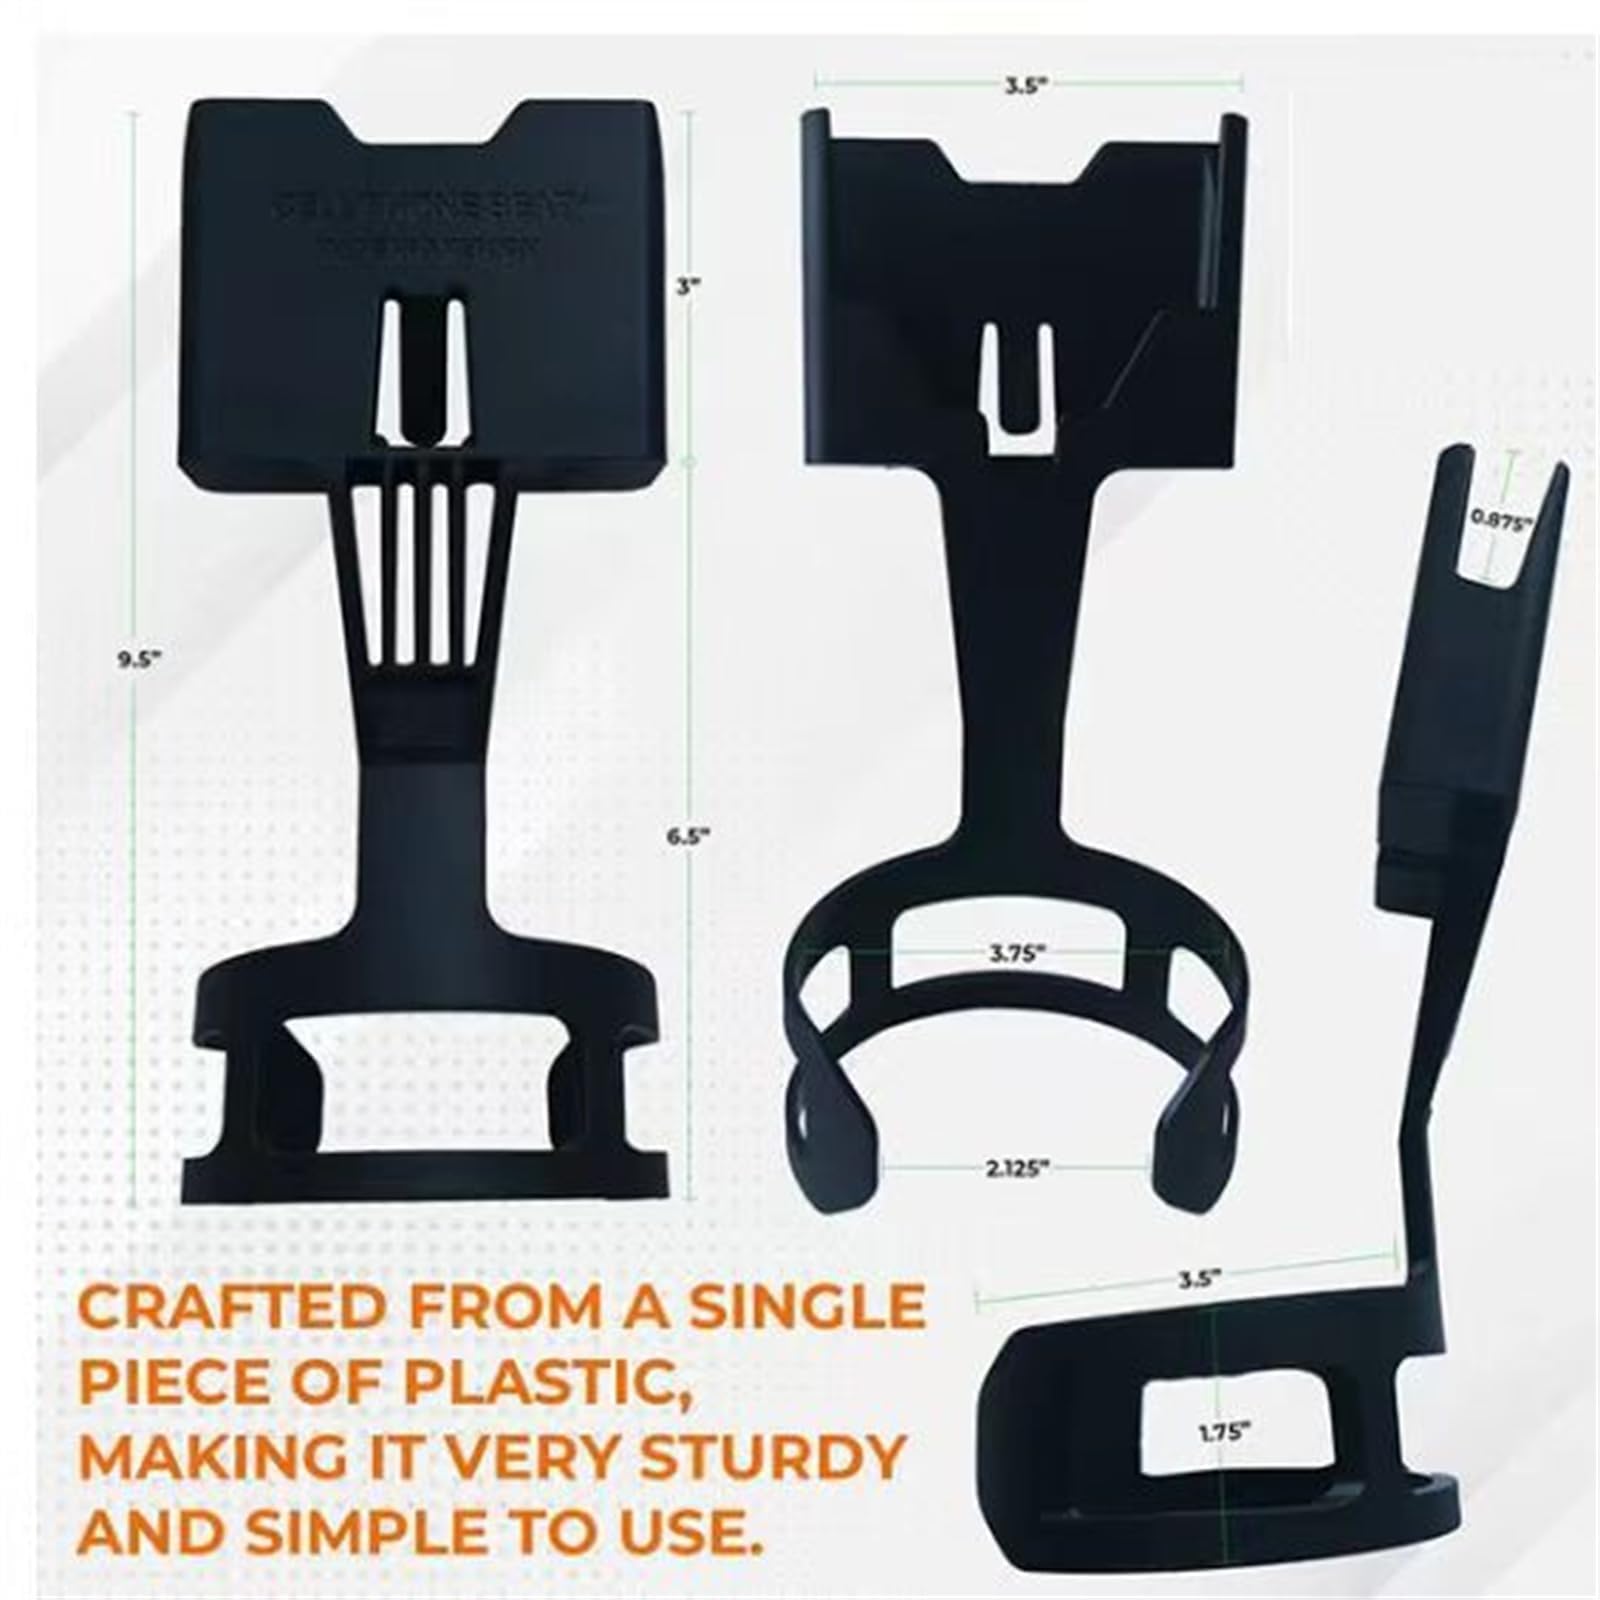 3.5"
3"
0.875"
9.5"
6.5"
3.75"
2.125"
3.5"
1.75"
CRAFTED FROM A SINGLE
PIECE OF PLASTIC,
MAKING IT VERY STURDY
AND SIMPLE TO USE.